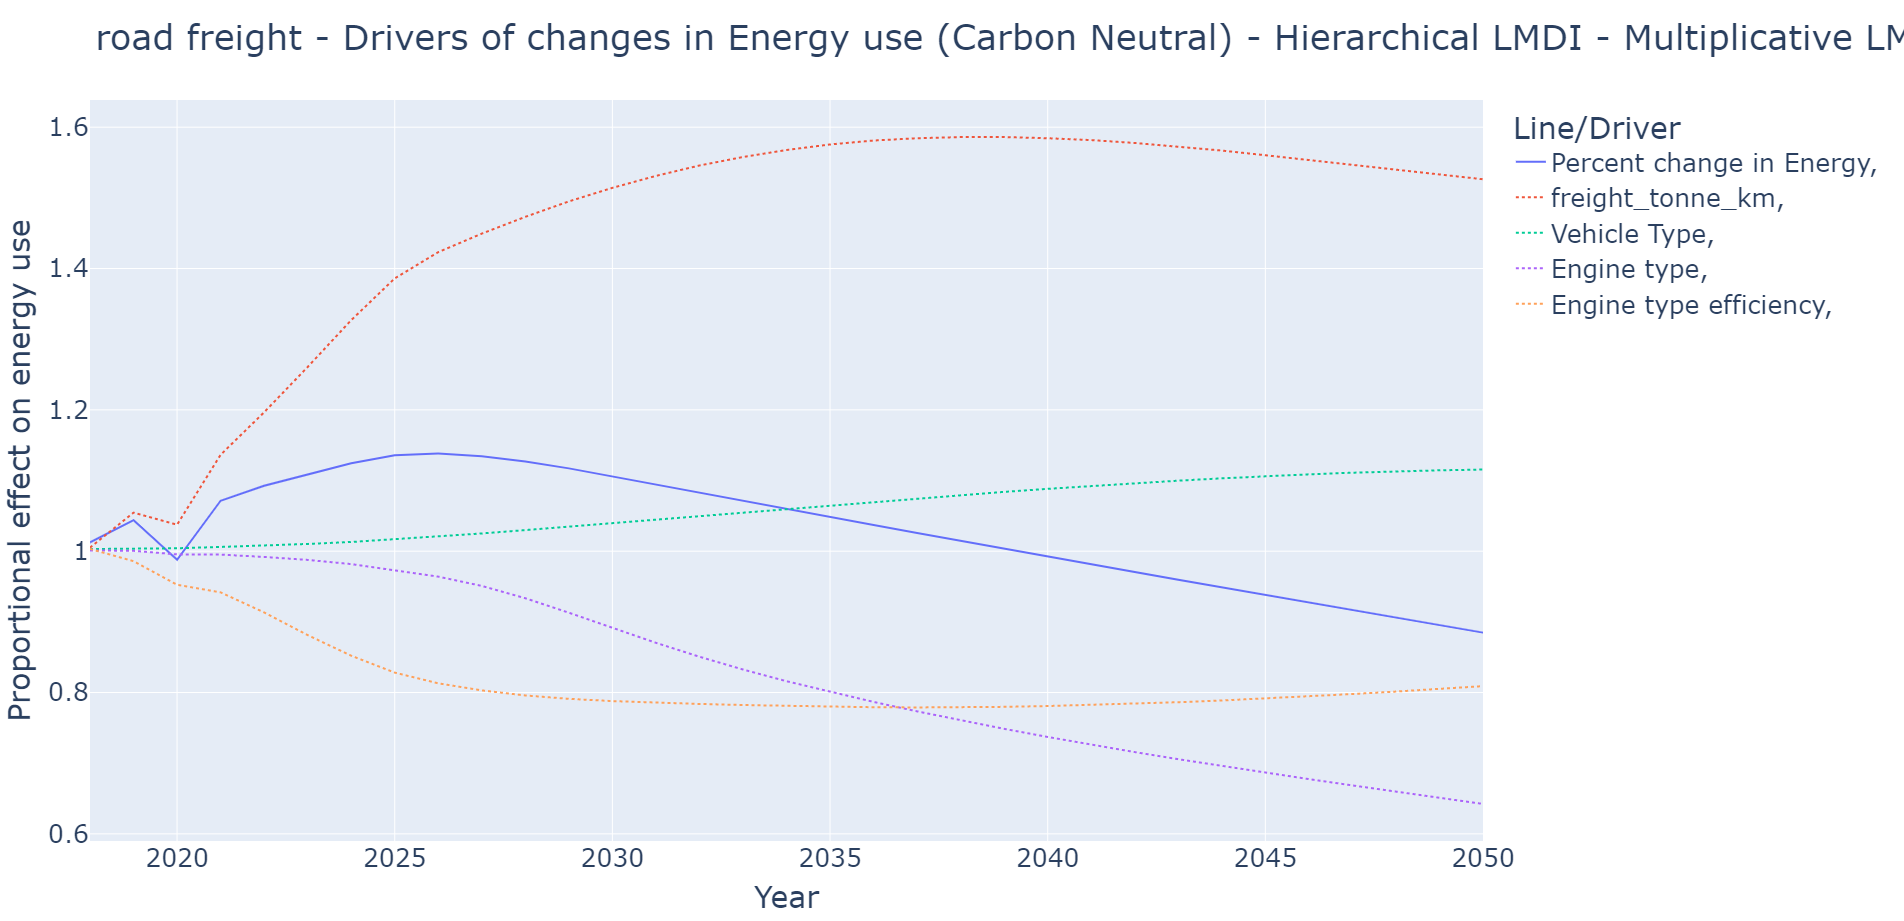 road freight - Drivers of changes in Energy use (Carbon Neutral) - Hierarchical LMDI - Multiplicative LM
Proportional effect on energy use
1.6
1.4
1.2
1
0.8
0.6
2020
2025
2030
2035
2040
2045
2050
Year
Line/Driver
Percent change in Energy,
freight_tonne_km,
Vehicle Type,
Engine type,
Engine type efficiency,